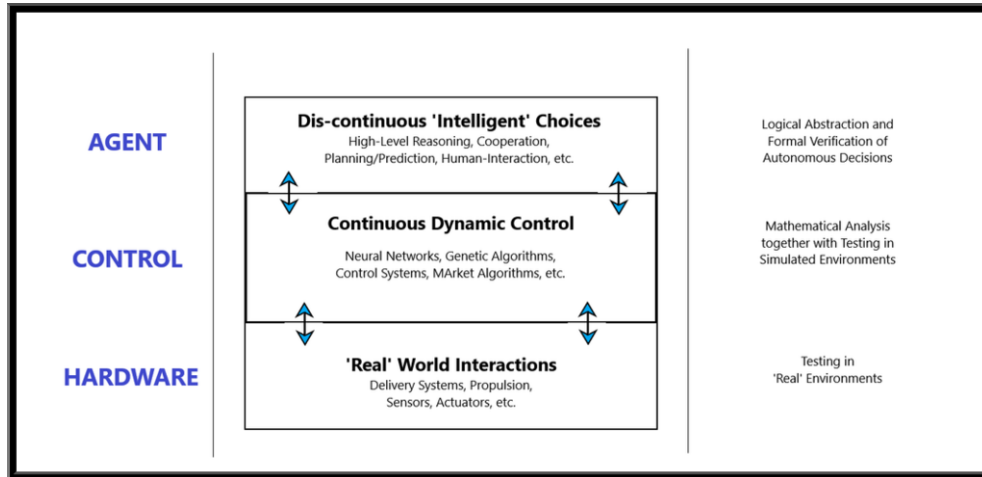 AGENT
Dis-continuous 'Intelligent' Choices
High-Level Reasoning, Cooperation,
Planning/Prediction, Human-Interaction, etc.
Logical Abstraction and
Formal Verification of
Autonomous Decisions
CONTROL
Continuous Dynamic Control
Neural Networks, Genetic Algorithms,
Control Systems, MArket Algorithms, etc.
Mathematical Analysis
together with Testing in
Simulated Environments
HARDWARE
'Real' World Interactions
Delivery Systems, Propulsion,
Sensors, Actuators, etc.
Testing in
'Real' Environments